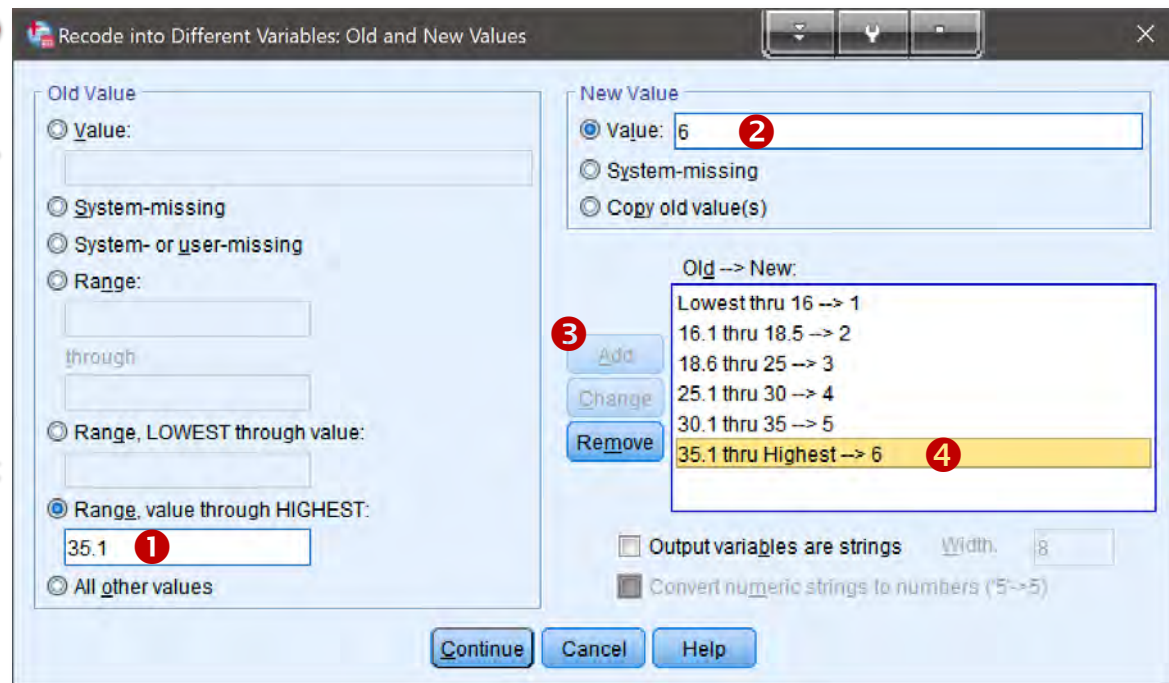 Recode into Different Variables: Old and New Values
Old Value
Value:
System-missing
System- or user-missing
Range:
through
Range, LOWEST through value:
Range, value through HIGHEST:
35.1 ❶
All other values
New Value
Value: 6 ❷
System-missing
Copy old value(s)
Old --> New:
Lowest thru 16 --> 1
16.1 thru 18.5 --> 2
18.6 thru 25 --> 3
25.1 thru 30 --> 4
30.1 thru 35 --> 5
35.1 thru Highest --> 6 ❹
❸
Add
Change
Remove
Output variables are strings Width: 8
Convert numeric strings to numbers ('5'->5)
Continue Cancel Help